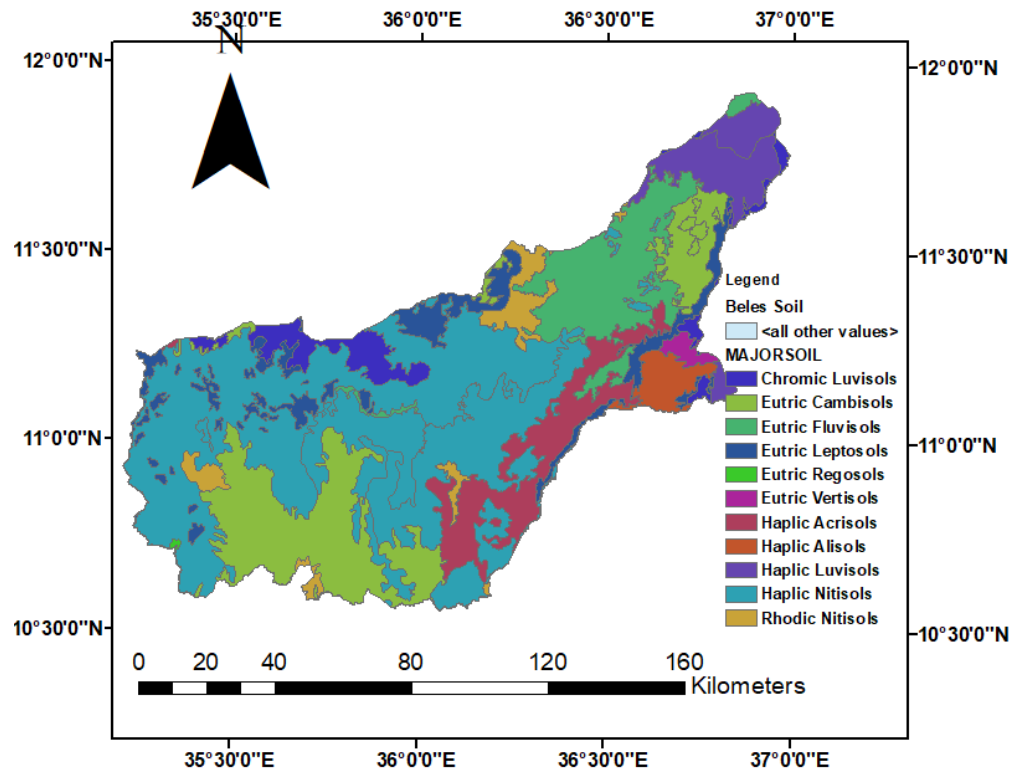 35°30'0"E 36°0'0"E 36°30'0"E 37°0'0"E
N
12°0'0"N 12°0'0"N
11°30'0"N 11°30'0"N
Legend
Beles Soil
<all other values>
MAJORSOIL
Chromic Luvisols
Eutric Cambisols
Eutric Fluvisols
11°0'0"N 11°0'0"N
Eutric Leptosols
Eutric Regosols
Eutric Vertisols
Haplic Acrisols
Haplic Alisols
Haplic Luvisols
Haplic Nitisols
Rhodic Nitisols
10°30'0"N 10°30'0"N
0 20 40 80 120 160
Kilometers
35°30'0"E 36°0'0"E 36°30'0"E 37°0'0"E